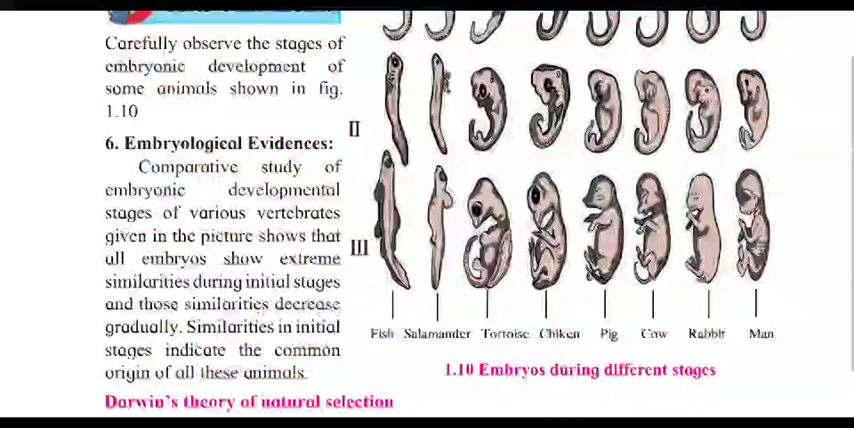 Carefully observe the stages of
embryonic development of
some animals shown in fig.
1.10
6. Embryological Evidences:
Comparative study of
embryonic developmental
stages of various vertebrates
given in the picture shows that
all embryos show extreme
similarities during initial stages
and those similarities decrease
gradually. Similarities in initial
stages indicate the common
origin of all these animals.
II
III
Fish Salamander Tortoise Chiken Pig Cow Rabbit Man
1.10 Embryos during different stages
Darwin's theory of natural selection